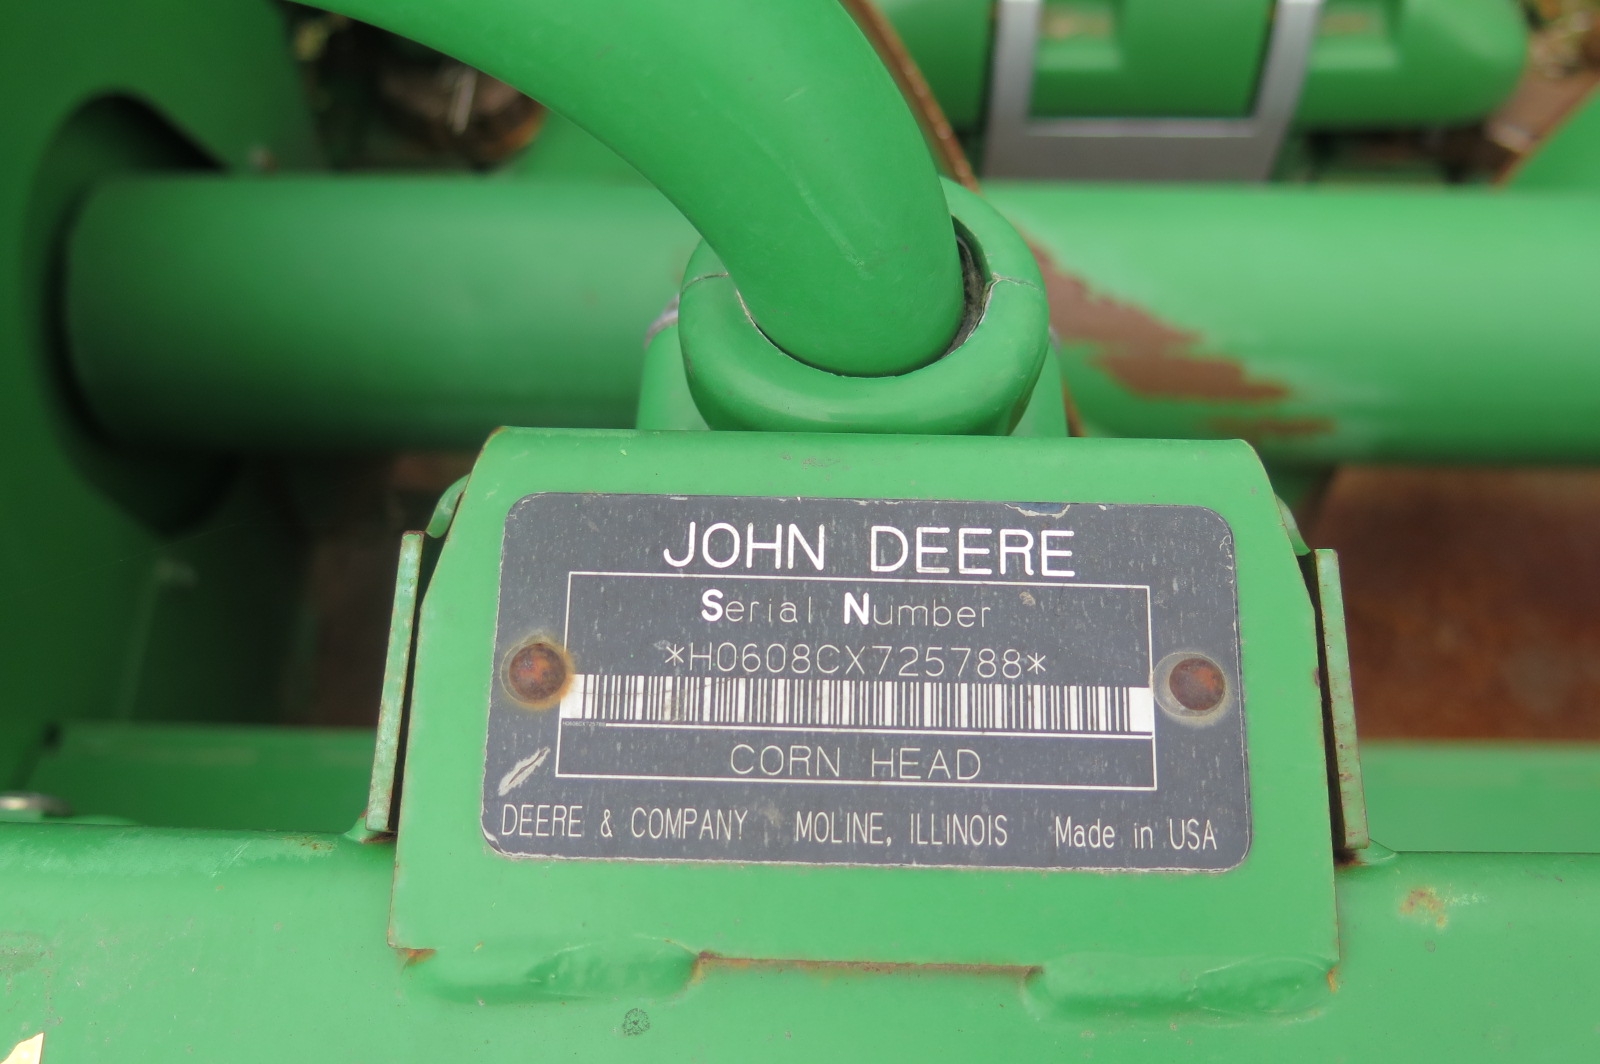 JOHN DEERE
Serial Number
*H0608CX725788*
CORN HEAD
DEERE & COMPANY MOLINE, ILLINOIS Made in USA